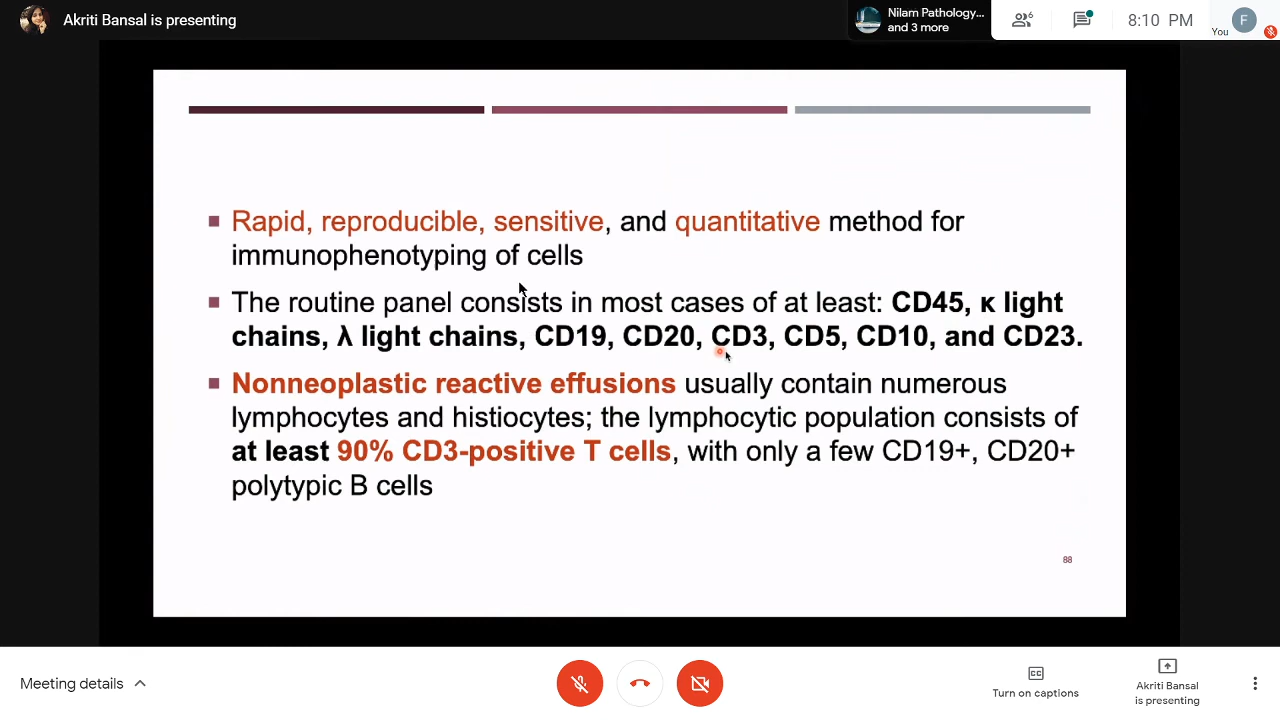 Akriti Bansal is presenting
Nilam Pathology...
and 3 more
6
8:10 PM
You
F
Rapid, reproducible, sensitive, and quantitative method for
immunophenotyping of cells
The routine panel consists in most cases of at least: CD45, κ light
chains, λ light chains, CD19, CD20, CD3, CD5, CD10, and CD23.
Nonneoplastic reactive effusions usually contain numerous
lymphocytes and histiocytes; the lymphocytic population consists of
at least 90% CD3-positive T cells, with only a few CD19+, CD20+
polytypic B cells
88
Meeting details
CC
Turn on captions
Akriti Bansal
is presenting